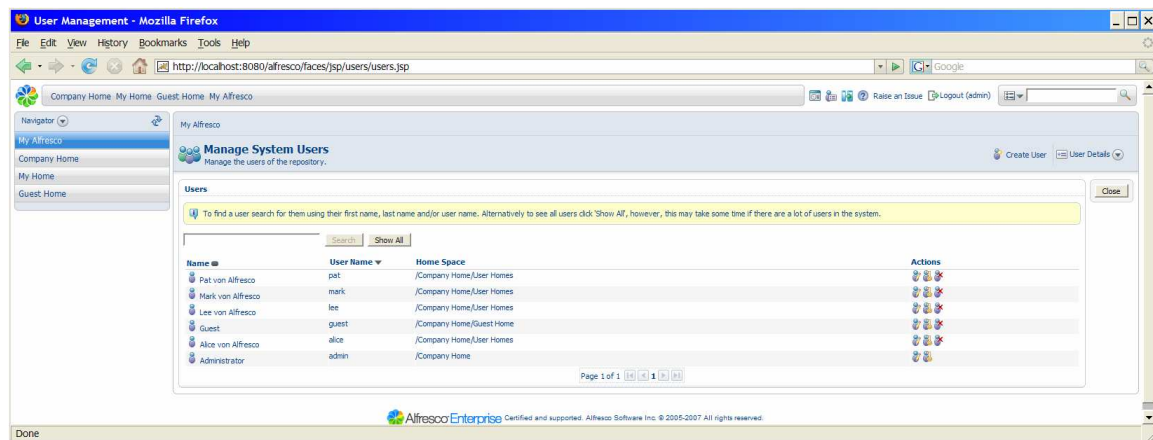 User Management - Mozilla Firefox
File Edit View History Bookmarks Tools Help
http://localhost:8080/alfresco/faces/jsp/users/users.jsp
G Google
Company Home My Home Guest Home My Alfresco
Raise an Issue Logout (admin)
Navigator
My Alfresco
My Alfresco
Company Home
My Home
Guest Home
Manage System Users
Manage the users of the repository.
Create User User Details
Users
Close
To find a user search for them using their first name, last name and/or user name. Alternatively to see all users click 'Show All', however, this may take some time if there are a lot of users in the system.
Search Show All
Name User Name Home Space Actions
Pat von Alfresco pat /Company Home/User Homes
Mark von Alfresco mark /Company Home/User Homes
Lee von Alfresco lee /Company Home/User Homes
Guest guest /Company Home/Guest Home
Alice von Alfresco alice /Company Home/User Homes
Administrator admin /Company Home
Page 1 of 1 1
Alfresco Enterprise Certified and supported. Alfresco Software Inc. © 2005-2007 All rights reserved.
Done